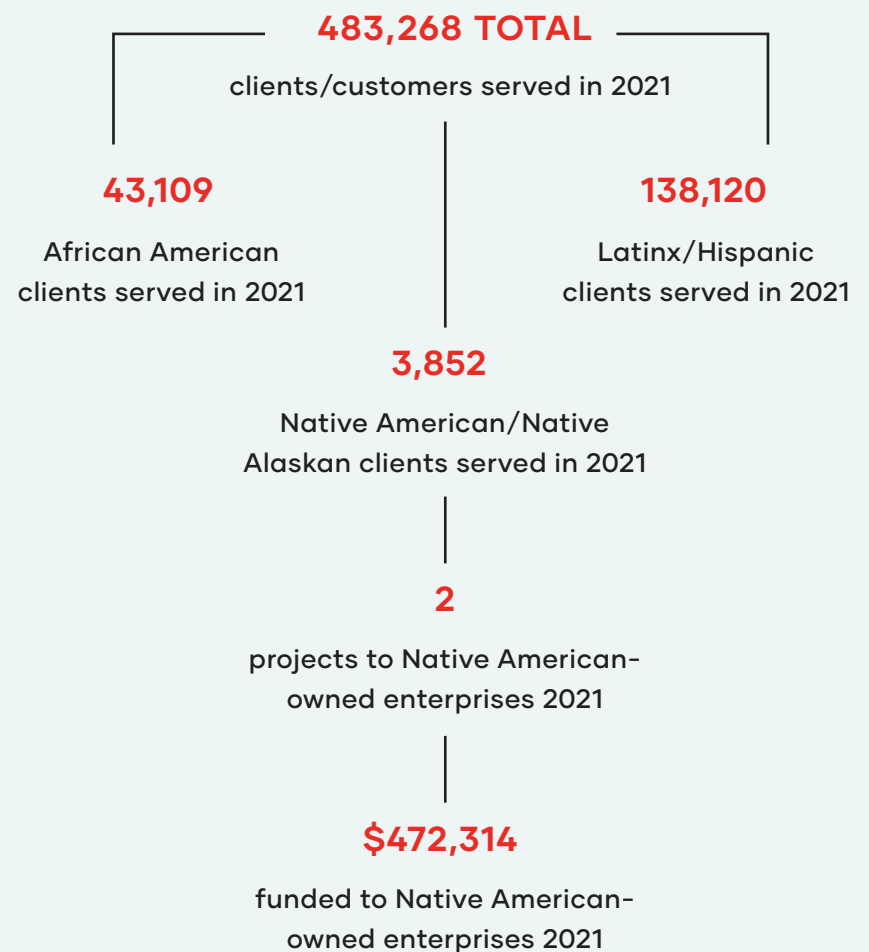 483,268 TOTAL
clients/customers served in 2021
43,109
African American
clients served in 2021
138,120
Latinx/Hispanic
clients served in 2021
3,852
Native American/Native
Alaskan clients served in 2021
2
projects to Native American-
owned enterprises 2021
$472,314
funded to Native American-
owned enterprises 2021